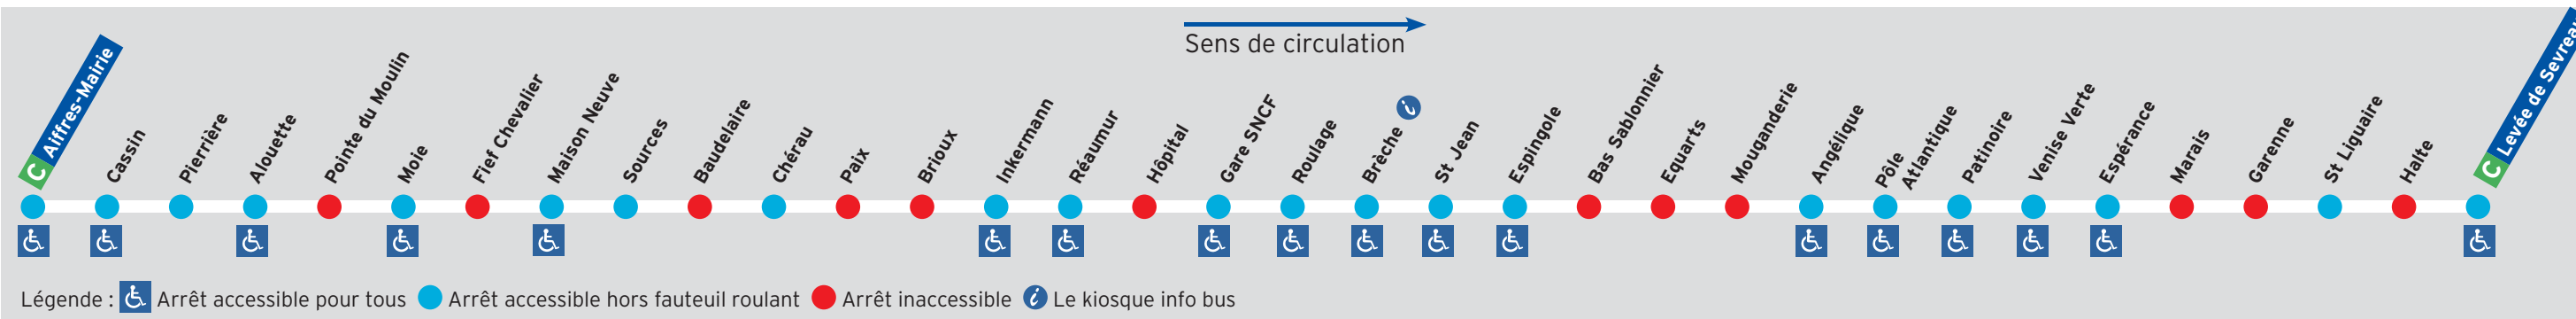 Sens de circulation
C Aiffres-Mairie
Cassin
Pierrière
Alouette
Pointe du Moulin
Moie
Fief Chevalier
Maison Neuve
Sources
Baudelaire
Chérau
Paix
Brioux
Inkermann
Réaumur
Hôpital
Gare SNCF
Roulage
Brèche i
St Jean
Espingole
Bas Sablonnier
Equarts
Mouganderie
Angélique
Pôle
Atlantique
Patinoire
Venise Verte
Espérance
Marais
Garenne
St Liguaire
Halte
C Levée de Sevreau
Légende : Arrêt accessible pour tous Arrêt accessible hors fauteuil roulant Arrêt inaccessible i Le kiosque info bus